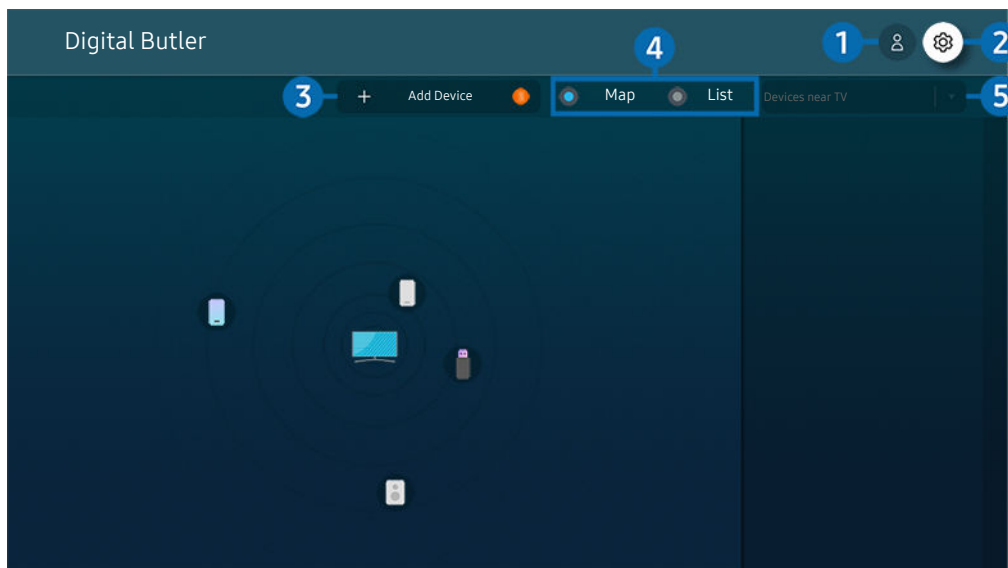 Digital Butler
1
2
4
3
+ Add Device
Map
List
Devices near TV
5